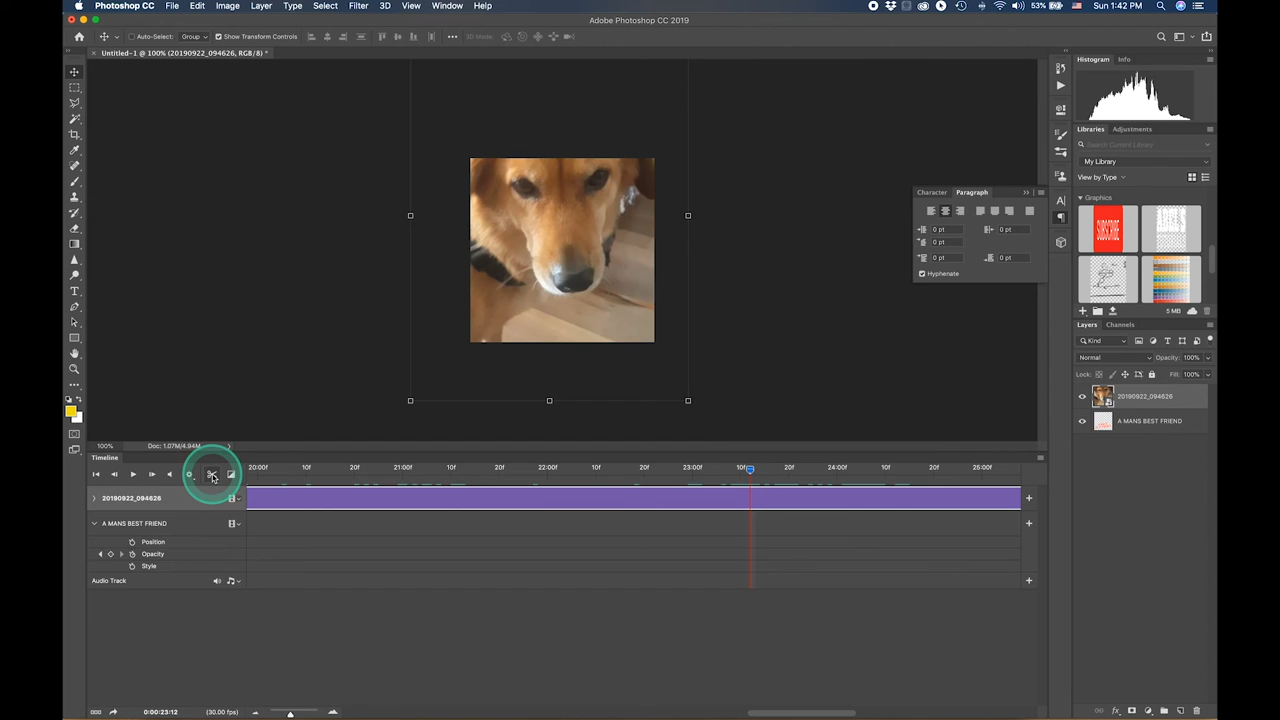 Photoshop CC File Edit Image Layer Type Select Filter 3D View Window Help 53% Sun 1:42 PM
Adobe Photoshop CC 2019
Auto-Select: Group Show Transform Controls 3D Mode:
Untitled-1 @ 100% (20190922_094626, RGB/8) *
Histogram Info
Libraries Adjustments
Search Current Library
My Library
View by Type
Graphics
SUBSCRIBE
Character Paragraph
0 pt 0 pt
0 pt
0 pt 0 pt
Hyphenate
5 MB
Layers Channels
Kind
Normal Opacity: 100%
Lock: Fill: 100%
20190922_094626
A MANS BEST FRIEND
100% Doc: 1.07M/4.94M
Timeline
20:00f 10f 20f 21:00f 10f 20f 22:00f 10f 20f 23:00f 10f 20f 24:00f 10f 20f 25:00f
20190922_094626
A MANS BEST FRIEND
Position
Opacity
Style
Audio Track
0:00:23:12 (30.00 fps)